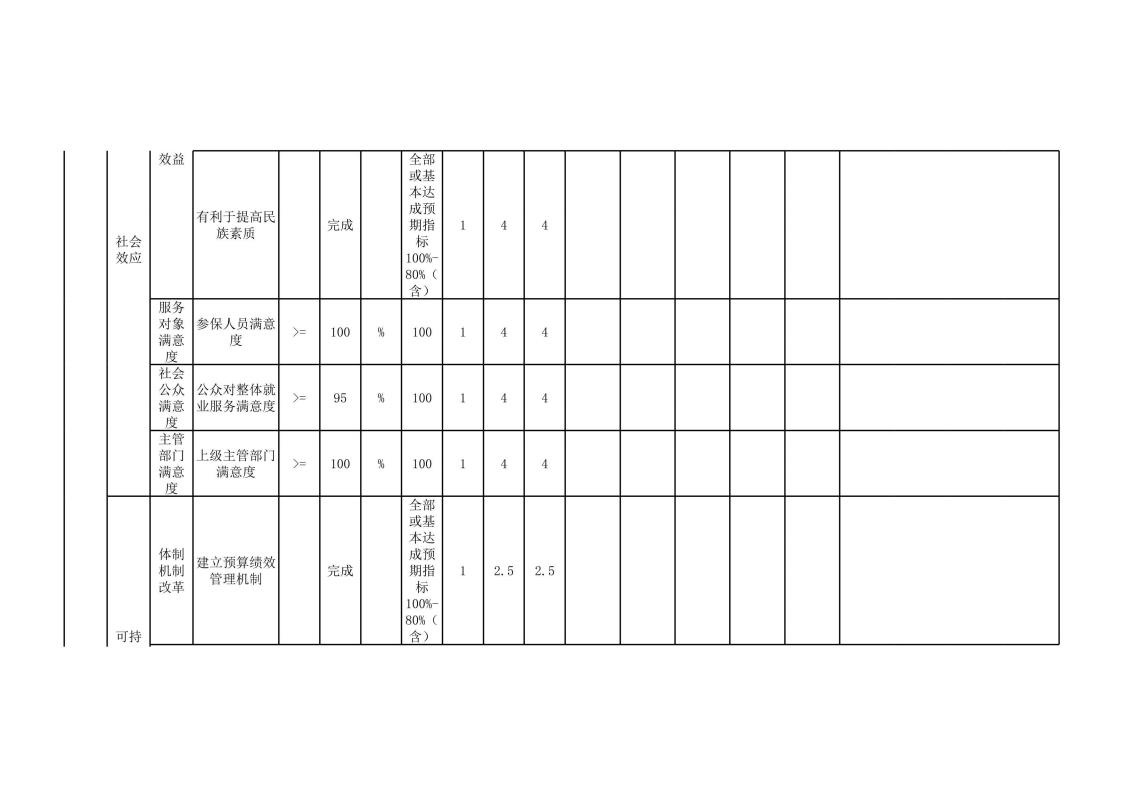 效益
社会
效应
有利于提高民
族素质
完成
全部
或基
本达
成预
期指
标
100%-
80%（
含）
1
4
4
服务
对象
满意
度
参保人员满意
度
>=
100
%
100
1
4
4
社会
公众
满意
度
公众对整体就
业服务满意度
>=
95
%
100
1
4
4
主管
部门
满意
度
上级主管部门
满意度
>=
100
%
100
1
4
4
可持
体制
机制
改革
建立预算绩效
管理机制
完成
全部
或基
本达
成预
期指
标
100%-
80%（
含）
1
2.5
2.5